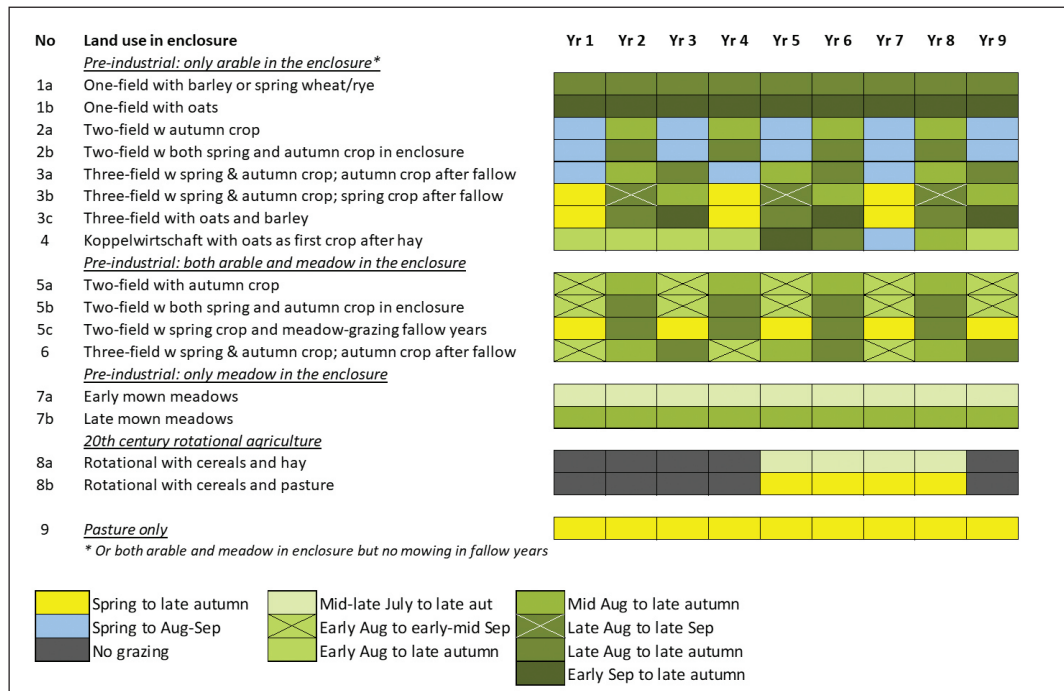 No Land use in enclosure Yr 1 Yr 2 Yr 3 Yr 4 Yr 5 Yr 6 Yr 7 Yr 8 Yr 9
Pre-industrial: only arable in the enclosure*
1a One-field with barley or spring wheat/rye
1b One-field with oats
2a Two-field w autumn crop
2b Two-field w both spring and autumn crop in enclosure
3a Three-field w spring & autumn crop; autumn crop after fallow
3b Three-field w spring & autumn crop; spring crop after fallow
3c Three-field with oats and barley
4 Koppelwirtschaft with oats as first crop after hay
Pre-industrial: both arable and meadow in the enclosure
5a Two-field with autumn crop
5b Two-field w both spring and autumn crop in enclosure
5c Two-field w spring crop and meadow-grazing fallow years
6 Three-field w spring & autumn crop; autumn crop after fallow
Pre-industrial: only meadow in the enclosure
7a Early mown meadows
7b Late mown meadows
20th century rotational agriculture
8a Rotational with cereals and hay
8b Rotational with cereals and pasture
9 Pasture only
* Or both arable and meadow in enclosure but no mowing in fallow years
Spring to late autumn Mid-late July to late aut Mid Aug to late autumn
Spring to Aug-Sep Early Aug to early-mid Sep Late Aug to late Sep
No grazing Early Aug to late autumn Late Aug to late autumn
Early Sep to late autumn